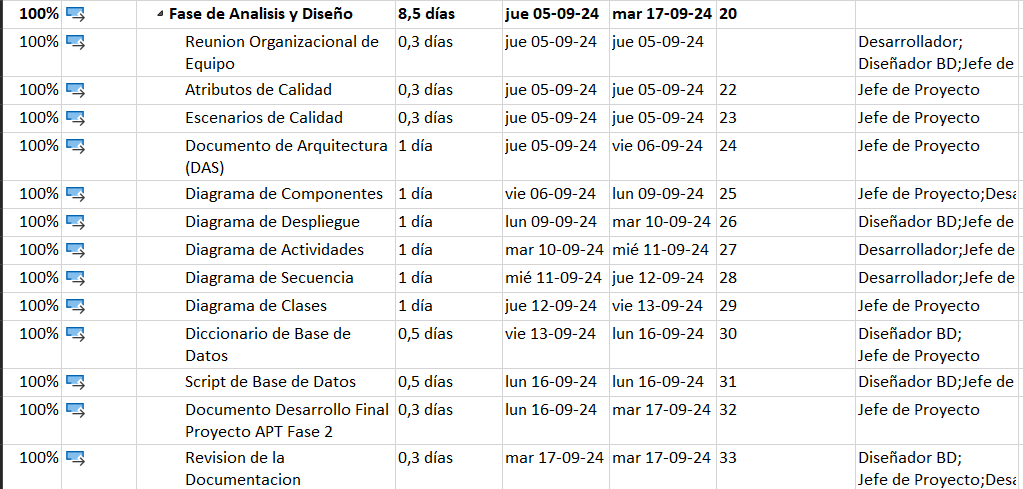 100% Fase de Analisis y Diseño 8,5 días jue 05-09-24 mar 17-09-24 20
100% Reunion Organizacional de 0,3 días jue 05-09-24 jue 05-09-24 Desarrollador;
Equipo Diseñador BD;Jefe de
100% Atributos de Calidad 0,3 días jue 05-09-24 jue 05-09-24 22 Jefe de Proyecto
100% Escenarios de Calidad 0,3 días jue 05-09-24 jue 05-09-24 23 Jefe de Proyecto
100% Documento de Arquitectura 1 día jue 05-09-24 vie 06-09-24 24 Jefe de Proyecto
(DAS)
100% Diagrama de Componentes 1 día vie 06-09-24 lun 09-09-24 25 Jefe de Proyecto;Desa
100% Diagrama de Despliegue 1 día lun 09-09-24 mar 10-09-24 26 Diseñador BD;Jefe de
100% Diagrama de Actividades 1 día mar 10-09-24 mié 11-09-24 27 Desarrollador;Jefe de
100% Diagrama de Secuencia 1 día mié 11-09-24 jue 12-09-24 28 Desarrollador;Jefe de
100% Diagrama de Clases 1 día jue 12-09-24 vie 13-09-24 29 Jefe de Proyecto
100% Diccionario de Base de 0,5 días vie 13-09-24 lun 16-09-24 30 Diseñador BD;
Datos Jefe de Proyecto
100% Script de Base de Datos 0,5 días lun 16-09-24 lun 16-09-24 31 Diseñador BD;Jefe de
100% Documento Desarrollo Final 0,3 días lun 16-09-24 mar 17-09-24 32 Jefe de Proyecto
Proyecto APT Fase 2
100% Revision de la 0,3 días mar 17-09-24 mar 17-09-24 33 Diseñador BD;
Documentacion Jefe de Proyecto;Desa